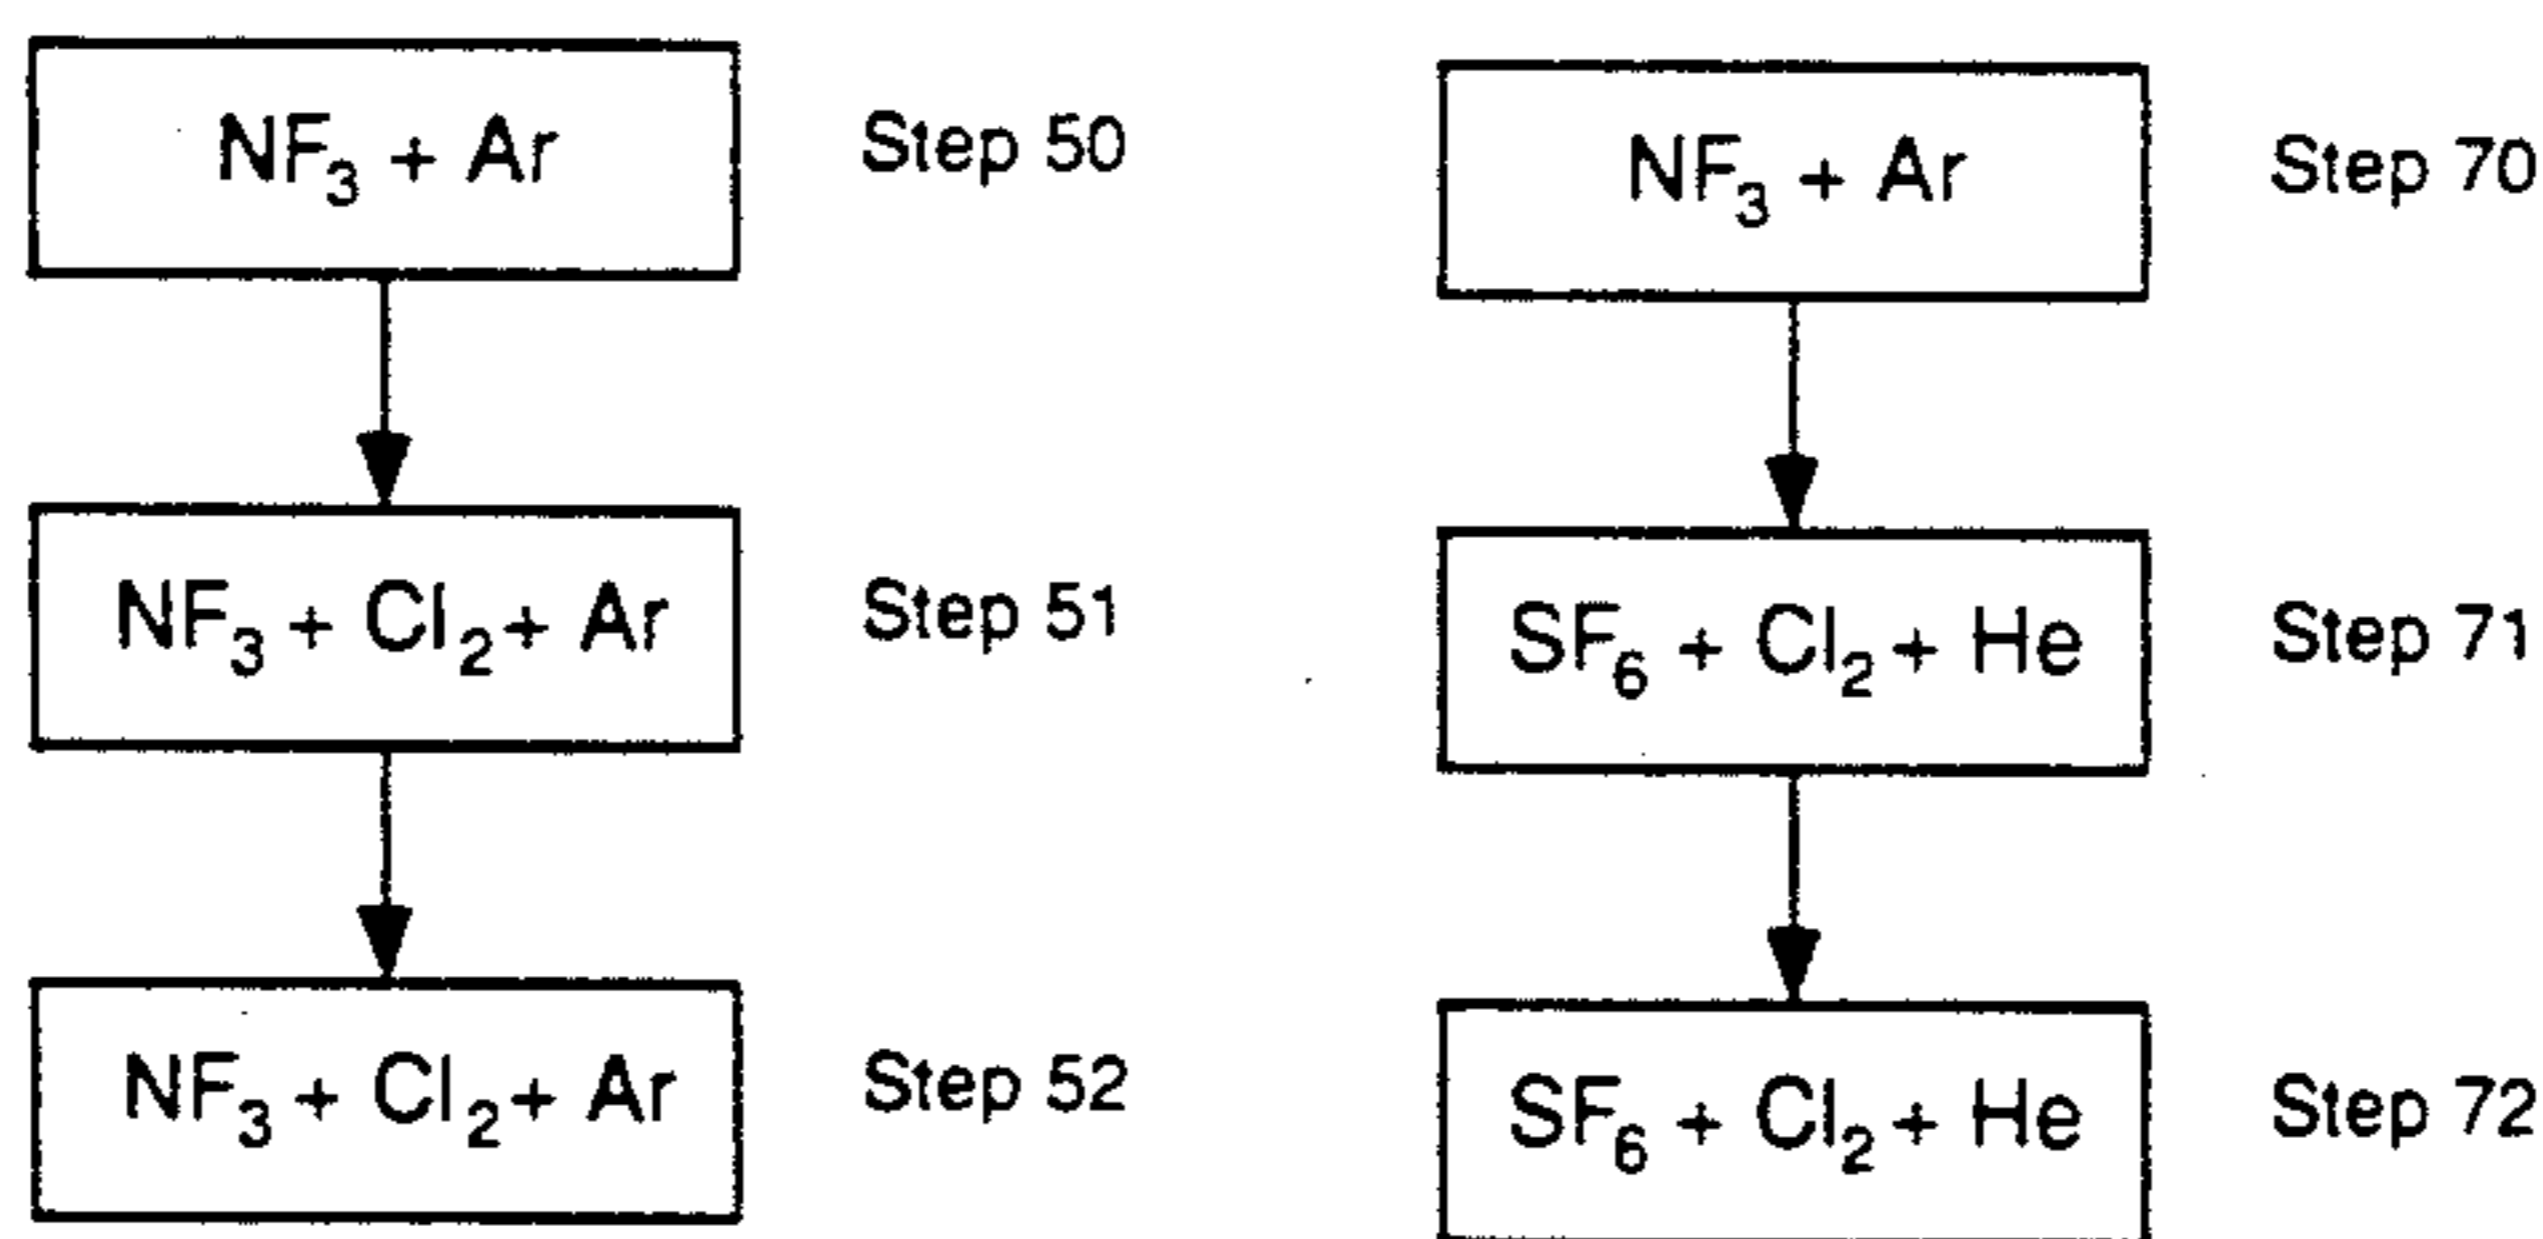 NF₃ + Ar
Step 50
NF₃ + Cl₂ + Ar
Step 51
NF₃ + Cl₂ + Ar
Step 52
NF₃ + Ar
Step 70
SF₆ + Cl₂ + He
Step 71
SF₆ + Cl₂ + He
Step 72